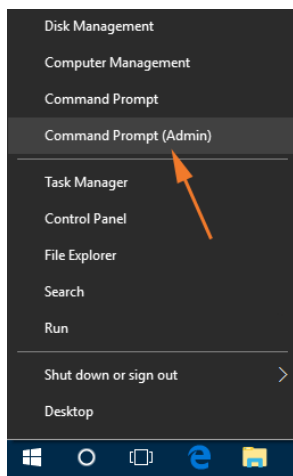 Disk Management
Computer Management
Command Prompt
Command Prompt (Admin)
Task Manager
Control Panel
File Explorer
Search
Run
Shut down or sign out
Desktop